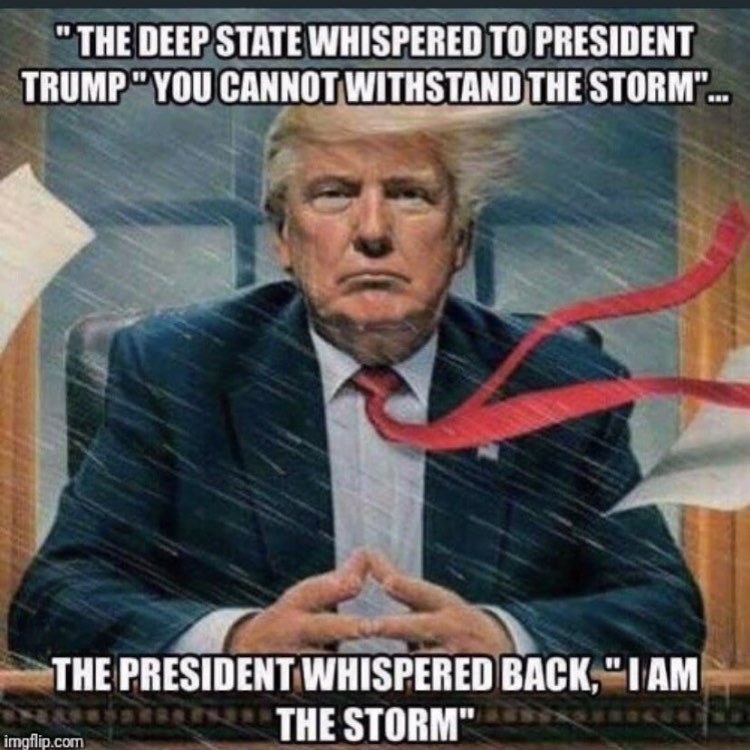 "THE DEEP STATE WHISPERED TO PRESIDENT
TRUMP" YOU CANNOT WITHSTAND THE STORM"...
THE PRESIDENT WHISPERED BACK, "I AM
THE STORM"
imgflip.com